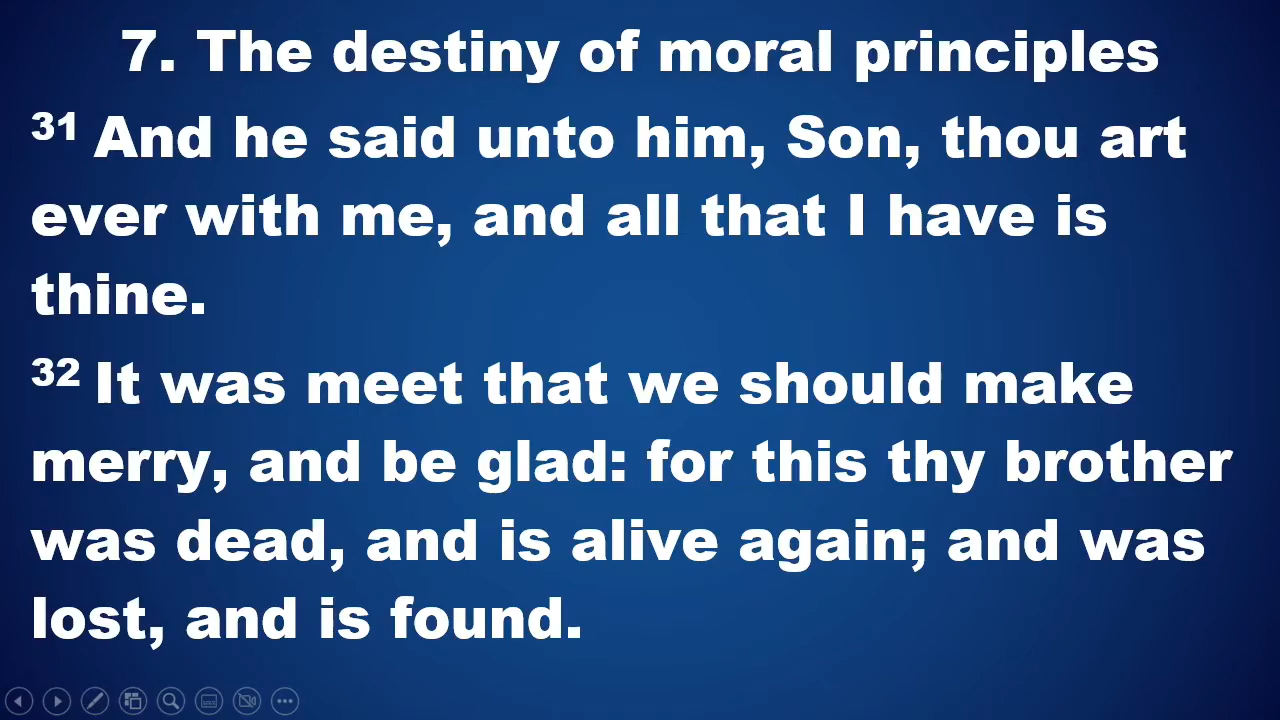 7. The destiny of moral principles
31 And he said unto him, Son, thou art
ever with me, and all that I have is
thine.
32 It was meet that we should make
merry, and be glad: for this thy brother
was dead, and is alive again; and was
lost, and is found.